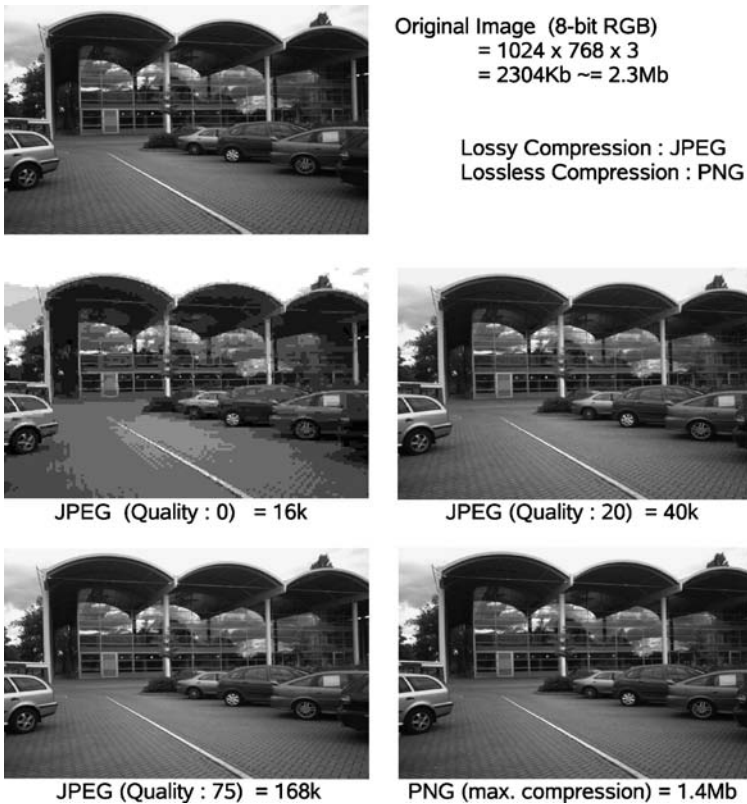 Original Image (8-bit RGB)
= 1024 x 768 x 3
= 2304Kb ~= 2.3Mb
Lossy Compression : JPEG
Lossless Compression : PNG
JPEG (Quality : 0) = 16k
JPEG (Quality : 20) = 40k
JPEG (Quality : 75) = 168k
PNG (max. compression) = 1.4Mb